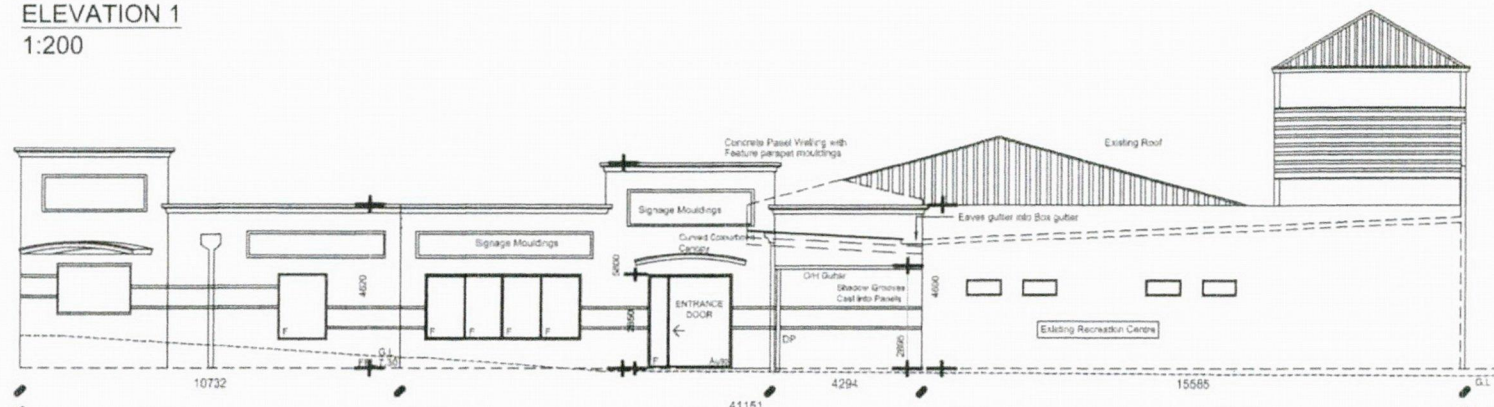 ELEVATION 1
1:200
Concrete Panel Walling with
Feature parapet mouldings
Existing Roof
Signage Mouldings
Eaves gutter into Box gutter
Signage Mouldings
Curved
Canopy
4620
5800
O/H Gutter
Shadow Grooves
Cast into Panels
4600
ENTRANCE
DOOR
2850
Existing Recreation Centre
F
F
F
F
F
DP
2895
G.L
F
Auto
10732
4294
15585
G.L
41151